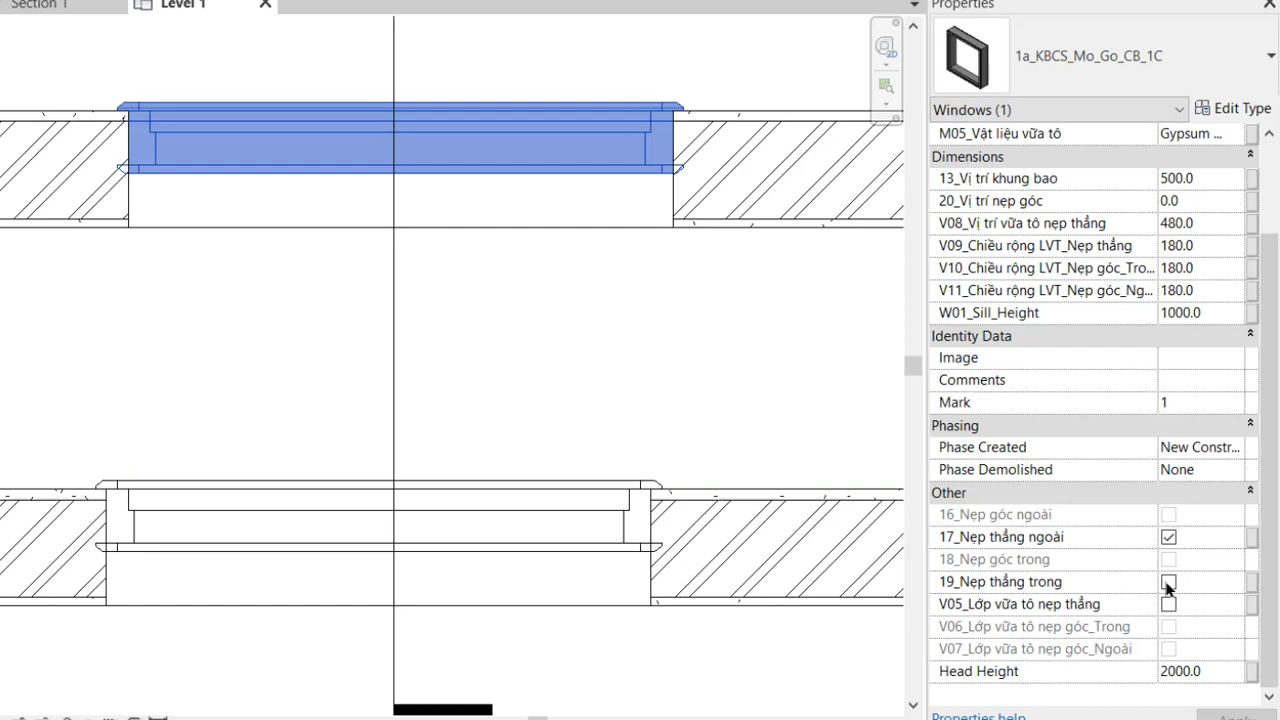 Section 1
Level 1
Properties
1a_KBCS_Mo_Go_CB_1C
2D
Windows (1)
Edit Type
M05_Vật liệu vữa tô Gypsum ...
Dimensions
13_Vị trí khung bao 500.0
20_Vị trí nẹp góc 0.0
V08_Vị trí vữa tô nẹp thẳng 480.0
V09_Chiều rộng LVT_Nẹp thẳng 180.0
V10_Chiều rộng LVT_Nẹp góc_Tro... 180.0
V11_Chiều rộng LVT_Nẹp góc_Ng... 180.0
W01_Sill_Height 1000.0
Identity Data
Image
Comments
Mark 1
Phasing
Phase Created New Constr...
Phase Demolished None
Other
16_Nẹp góc ngoài
17_Nẹp thẳng ngoài
18_Nẹp góc trong
19_Nẹp thẳng trong
V05_Lớp vữa tô nẹp thẳng
V06_Lớp vữa tô nẹp góc_Trong
V07_Lớp vữa tô nẹp góc_Ngoài
Head Height 2000.0
Properties help
Apply